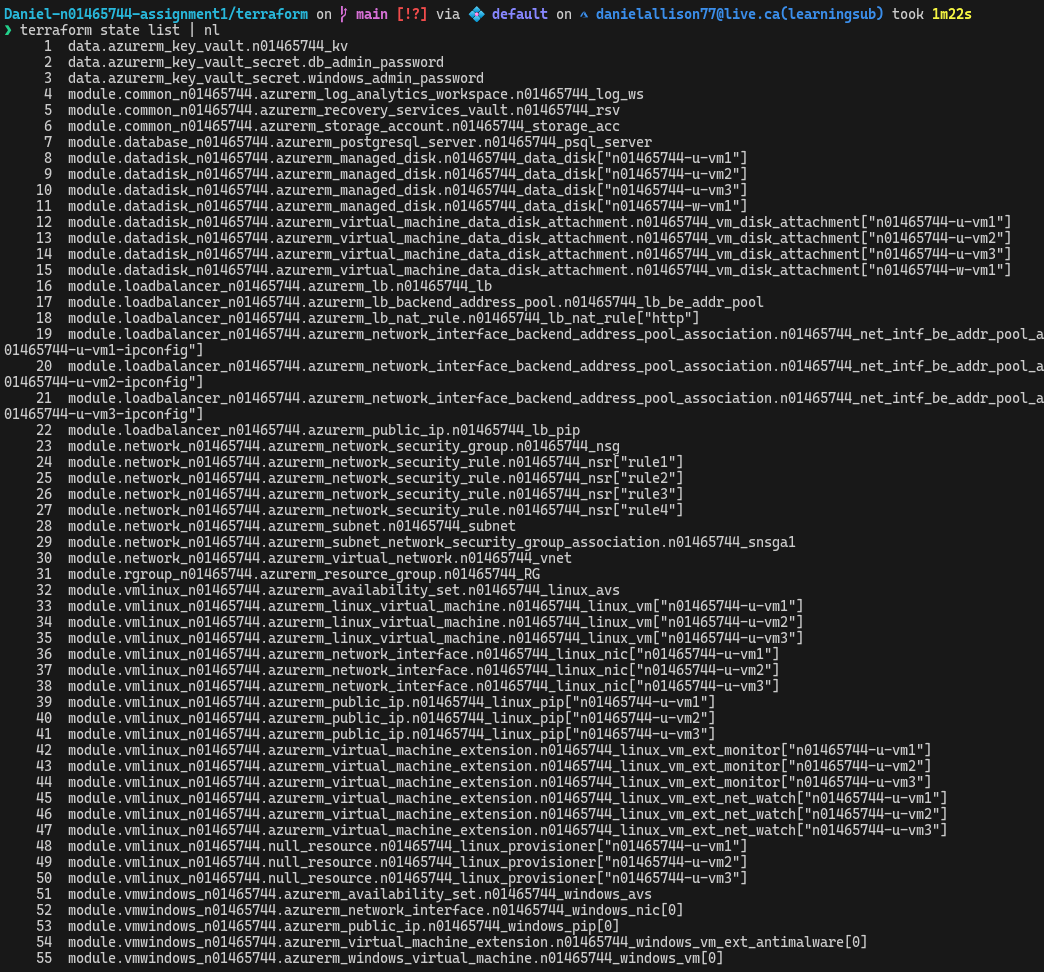 Daniel-n01465744-assignment1/terraform on main [!?] via default on danielallison77@live.ca(learningsub) took 1m22s
❯ terraform state list | nl
1 data.azurerm_key_vault.n01465744_kv
2 data.azurerm_key_vault_secret.db_admin_password
3 data.azurerm_key_vault_secret.windows_admin_password
4 module.common_n01465744.azurerm_log_analytics_workspace.n01465744_log_ws
5 module.common_n01465744.azurerm_recovery_services_vault.n01465744_rsv
6 module.common_n01465744.azurerm_storage_account.n01465744_storage_acc
7 module.database_n01465744.azurerm_postgresql_server.n01465744_psql_server
8 module.datadisk_n01465744.azurerm_managed_disk.n01465744_data_disk["n01465744-u-vm1"]
9 module.datadisk_n01465744.azurerm_managed_disk.n01465744_data_disk["n01465744-u-vm2"]
10 module.datadisk_n01465744.azurerm_managed_disk.n01465744_data_disk["n01465744-u-vm3"]
11 module.datadisk_n01465744.azurerm_managed_disk.n01465744_data_disk["n01465744-w-vm1"]
12 module.datadisk_n01465744.azurerm_virtual_machine_data_disk_attachment.n01465744_vm_disk_attachment["n01465744-u-vm1"]
13 module.datadisk_n01465744.azurerm_virtual_machine_data_disk_attachment.n01465744_vm_disk_attachment["n01465744-u-vm2"]
14 module.datadisk_n01465744.azurerm_virtual_machine_data_disk_attachment.n01465744_vm_disk_attachment["n01465744-u-vm3"]
15 module.datadisk_n01465744.azurerm_virtual_machine_data_disk_attachment.n01465744_vm_disk_attachment["n01465744-w-vm1"]
16 module.loadbalancer_n01465744.azurerm_lb.n01465744_lb
17 module.loadbalancer_n01465744.azurerm_lb_backend_address_pool.n01465744_lb_be_addr_pool
18 module.loadbalancer_n01465744.azurerm_lb_nat_rule.n01465744_lb_nat_rule["http"]
19 module.loadbalancer_n01465744.azurerm_network_interface_backend_address_pool_association.n01465744_net_intf_be_addr_pool_a
01465744-u-vm1-ipconfig"]
20 module.loadbalancer_n01465744.azurerm_network_interface_backend_address_pool_association.n01465744_net_intf_be_addr_pool_a
01465744-u-vm2-ipconfig"]
21 module.loadbalancer_n01465744.azurerm_network_interface_backend_address_pool_association.n01465744_net_intf_be_addr_pool_a
01465744-u-vm3-ipconfig"]
22 module.loadbalancer_n01465744.azurerm_public_ip.n01465744_lb_pip
23 module.network_n01465744.azurerm_network_security_group.n01465744_nsg
24 module.network_n01465744.azurerm_network_security_rule.n01465744_nsr["rule1"]
25 module.network_n01465744.azurerm_network_security_rule.n01465744_nsr["rule2"]
26 module.network_n01465744.azurerm_network_security_rule.n01465744_nsr["rule3"]
27 module.network_n01465744.azurerm_network_security_rule.n01465744_nsr["rule4"]
28 module.network_n01465744.azurerm_subnet.n01465744_subnet
29 module.network_n01465744.azurerm_subnet_network_security_group_association.n01465744_snsga1
30 module.network_n01465744.azurerm_virtual_network.n01465744_vnet
31 module.rgroup_n01465744.azurerm_resource_group.n01465744_RG
32 module.vmlinux_n01465744.azurerm_availability_set.n01465744_linux_avs
33 module.vmlinux_n01465744.azurerm_linux_virtual_machine.n01465744_linux_vm["n01465744-u-vm1"]
34 module.vmlinux_n01465744.azurerm_linux_virtual_machine.n01465744_linux_vm["n01465744-u-vm2"]
35 module.vmlinux_n01465744.azurerm_linux_virtual_machine.n01465744_linux_vm["n01465744-u-vm3"]
36 module.vmlinux_n01465744.azurerm_network_interface.n01465744_linux_nic["n01465744-u-vm1"]
37 module.vmlinux_n01465744.azurerm_network_interface.n01465744_linux_nic["n01465744-u-vm2"]
38 module.vmlinux_n01465744.azurerm_network_interface.n01465744_linux_nic["n01465744-u-vm3"]
39 module.vmlinux_n01465744.azurerm_public_ip.n01465744_linux_pip["n01465744-u-vm1"]
40 module.vmlinux_n01465744.azurerm_public_ip.n01465744_linux_pip["n01465744-u-vm2"]
41 module.vmlinux_n01465744.azurerm_public_ip.n01465744_linux_pip["n01465744-u-vm3"]
42 module.vmlinux_n01465744.azurerm_virtual_machine_extension.n01465744_linux_vm_ext_monitor["n01465744-u-vm1"]
43 module.vmlinux_n01465744.azurerm_virtual_machine_extension.n01465744_linux_vm_ext_monitor["n01465744-u-vm2"]
44 module.vmlinux_n01465744.azurerm_virtual_machine_extension.n01465744_linux_vm_ext_monitor["n01465744-u-vm3"]
45 module.vmlinux_n01465744.azurerm_virtual_machine_extension.n01465744_linux_vm_ext_net_watch["n01465744-u-vm1"]
46 module.vmlinux_n01465744.azurerm_virtual_machine_extension.n01465744_linux_vm_ext_net_watch["n01465744-u-vm2"]
47 module.vmlinux_n01465744.azurerm_virtual_machine_extension.n01465744_linux_vm_ext_net_watch["n01465744-u-vm3"]
48 module.vmlinux_n01465744.null_resource.n01465744_linux_provisioner["n01465744-u-vm1"]
49 module.vmlinux_n01465744.null_resource.n01465744_linux_provisioner["n01465744-u-vm2"]
50 module.vmlinux_n01465744.null_resource.n01465744_linux_provisioner["n01465744-u-vm3"]
51 module.vmwindows_n01465744.azurerm_availability_set.n01465744_windows_avs
52 module.vmwindows_n01465744.azurerm_network_interface.n01465744_windows_nic[0]
53 module.vmwindows_n01465744.azurerm_public_ip.n01465744_windows_pip[0]
54 module.vmwindows_n01465744.azurerm_virtual_machine_extension.n01465744_windows_vm_ext_antimalware[0]
55 module.vmwindows_n01465744.azurerm_windows_virtual_machine.n01465744_windows_vm[0]